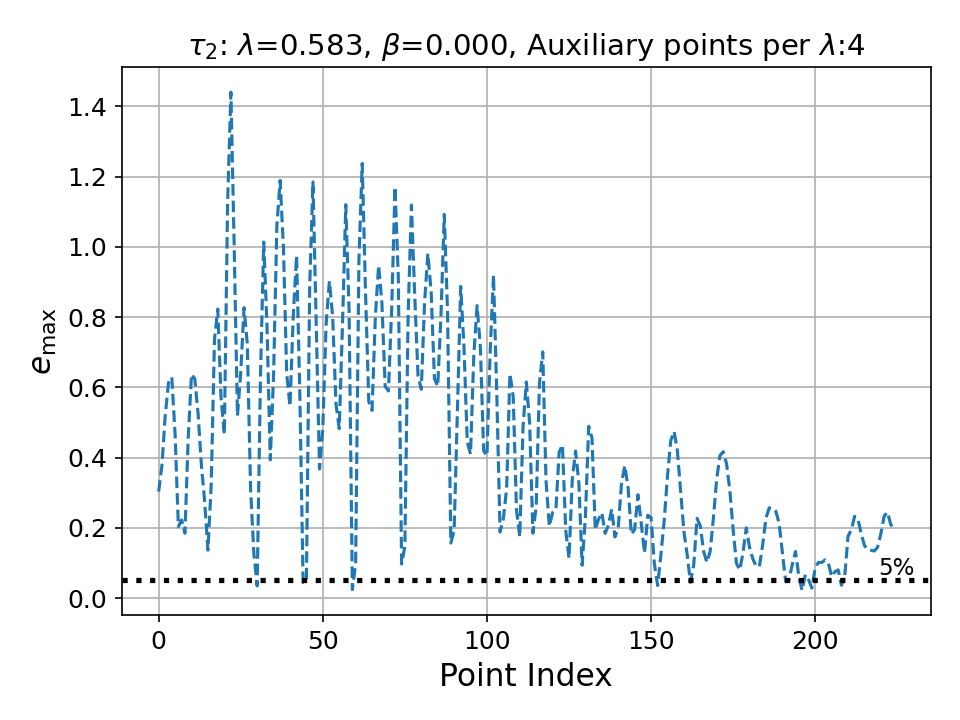 τ₂: λ=0.583, β=0.000, Auxiliary points per λ:4
1.4
1.2
1.0
0.8
0.6
0.4
0.2
0.0
e_max
5%
0 50 100 150 200
Point Index